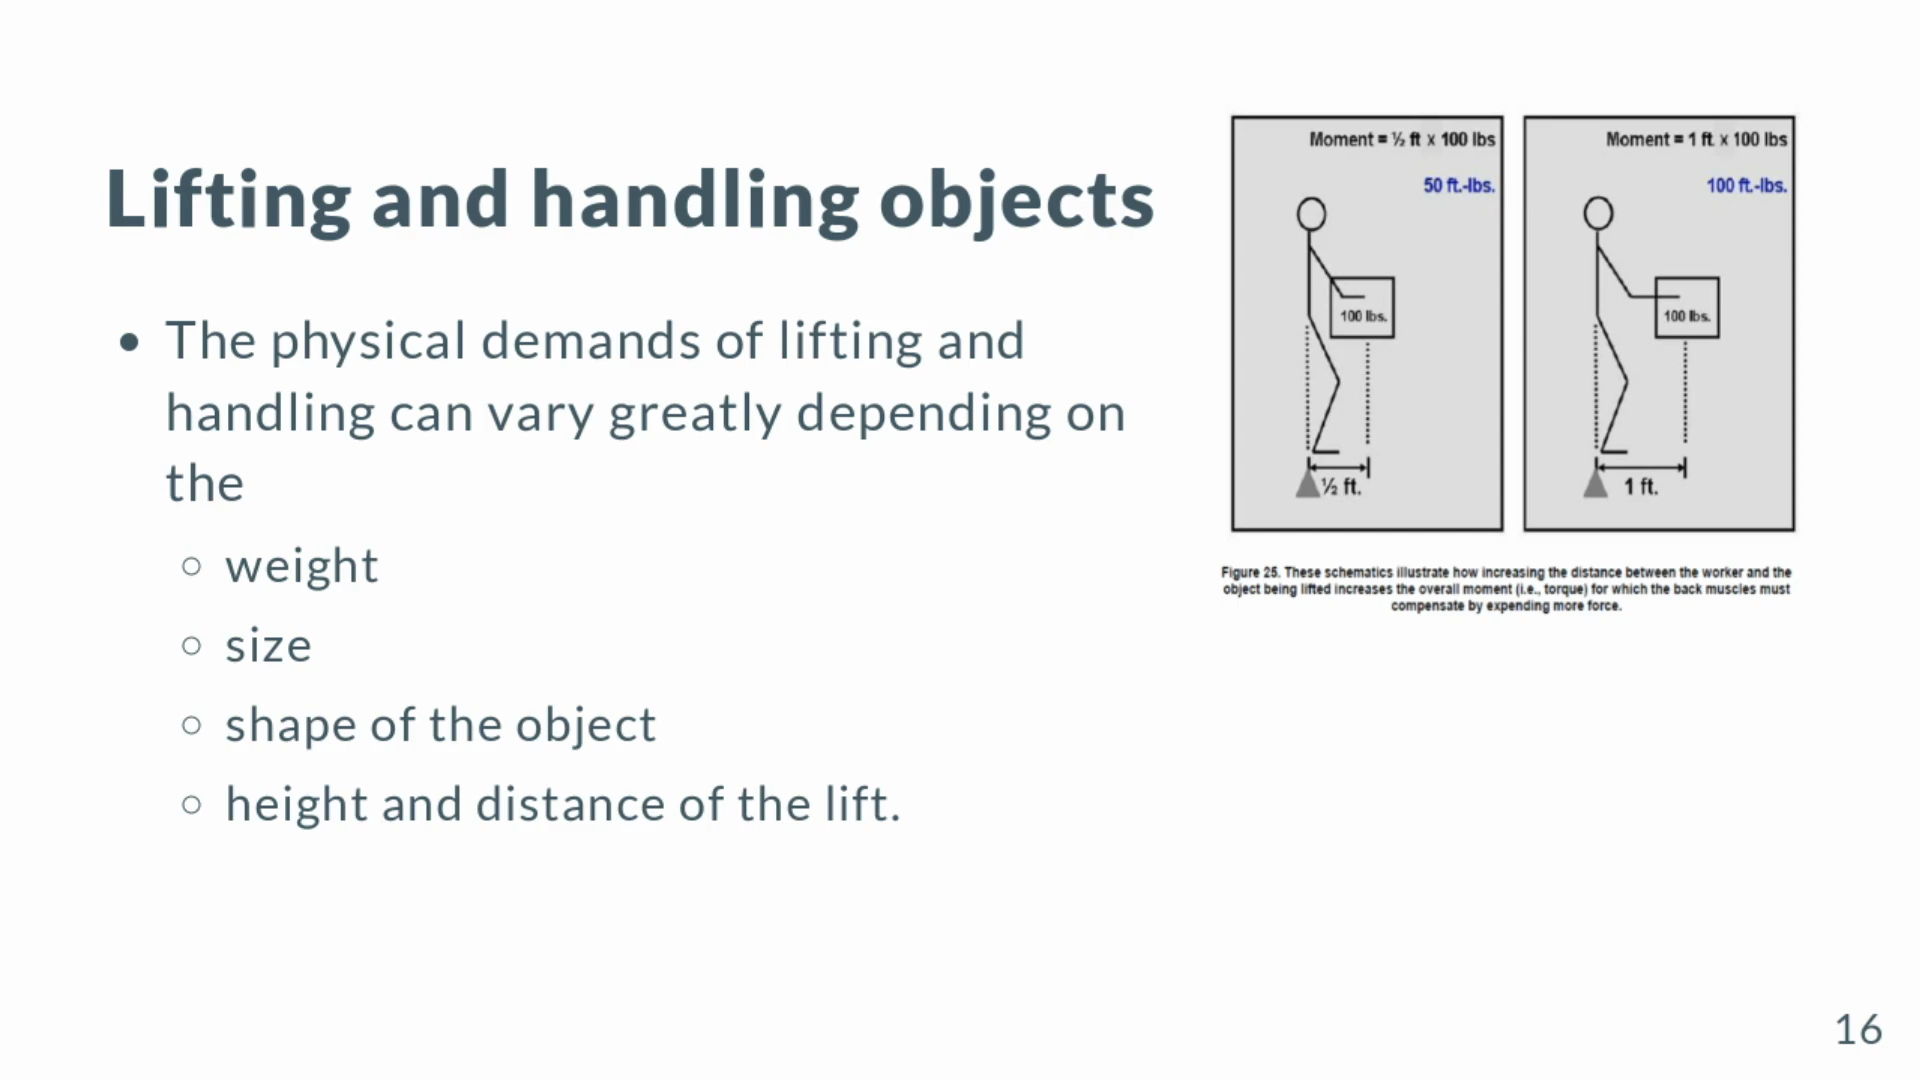 Lifting and handling objects
• The physical demands of lifting and
handling can vary greatly depending on
the
○ weight
○ size
○ shape of the object
○ height and distance of the lift.
Moment = ½ ft x 100 lbs
50 ft.-lbs.
100 lbs.
½ ft.
Moment = 1 ft. x 100 lbs
100 ft.-lbs.
100 lbs.
1 ft.
Figure 25. These schematics illustrate how increasing the distance between the worker and the
object being lifted increases the overall moment (i.e., torque) for which the back muscles must
compensate by expending more force.
16